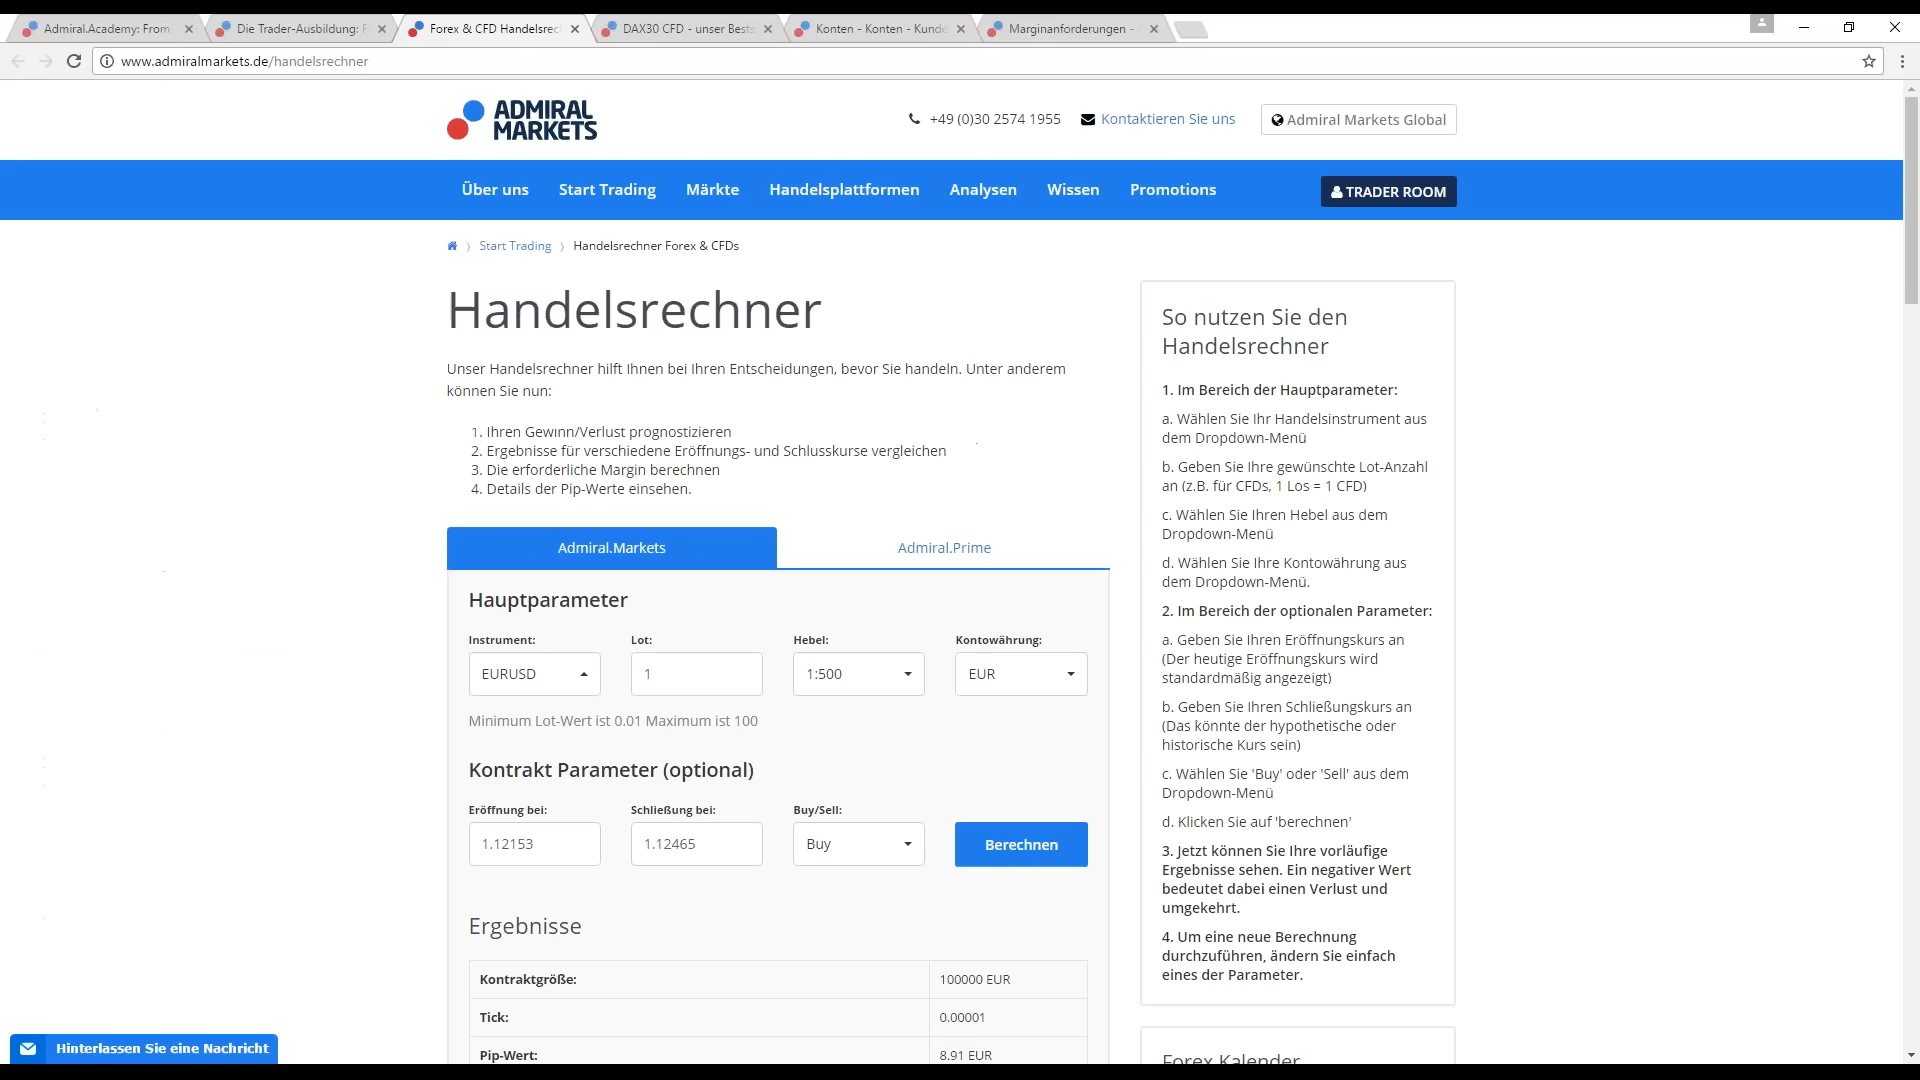 Admiral.Academy: From
Die Trader-Ausbildung: F
Forex & CFD Handelsrec
DAX30 CFD - unser Bests
Konten - Konten - Kunde
Marginanforderungen -
www.admiralmarkets.de/handelsrechner
ADMIRAL
MARKETS
+49 (0)30 2574 1955
Kontaktieren Sie uns
Admiral Markets Global
Über uns
Start Trading
Märkte
Handelsplattformen
Analysen
Wissen
Promotions
TRADER ROOM
Start Trading
Handelsrechner Forex & CFDs
Handelsrechner
Unser Handelsrechner hilft Ihnen bei Ihren Entscheidungen, bevor Sie handeln. Unter anderem
können Sie nun:
1. Ihren Gewinn/Verlust prognostizieren
2. Ergebnisse für verschiedene Eröffnungs- und Schlusskurse vergleichen
3. Die erforderliche Margin berechnen
4. Details der Pip-Werte einsehen.
Admiral.Markets
Admiral.Prime
Hauptparameter
Instrument:
Lot:
Hebel:
Kontowährung:
EURUSD
1
1:500
EUR
Minimum Lot-Wert ist 0.01 Maximum ist 100
Kontrakt Parameter (optional)
Eröffnung bei:
Schließung bei:
Buy/Sell:
1.12153
1.12465
Buy
Berechnen
Ergebnisse
Kontraktgröße:
100000 EUR
Tick:
0.00001
Pip-Wert:
8.91 EUR
So nutzen Sie den
Handelsrechner
1. Im Bereich der Hauptparameter:
a. Wählen Sie Ihr Handelsinstrument aus
dem Dropdown-Menü
b. Geben Sie Ihre gewünschte Lot-Anzahl
an (z.B. für CFDs, 1 Los = 1 CFD)
c. Wählen Sie Ihren Hebel aus dem
Dropdown-Menü
d. Wählen Sie Ihre Kontowährung aus
dem Dropdown-Menü.
2. Im Bereich der optionalen Parameter:
a. Geben Sie Ihren Eröffnungskurs an
(Der heutige Eröffnungskurs wird
standardmäßig angezeigt)
b. Geben Sie Ihren Schließungskurs an
(Das könnte der hypothetische oder
historische Kurs sein)
c. Wählen Sie 'Buy' oder 'Sell' aus dem
Dropdown-Menü
d. Klicken Sie auf 'berechnen'
3. Jetzt können Sie Ihre vorläufige
Ergebnisse sehen. Ein negativer Wert
bedeutet dabei einen Verlust und
umgekehrt.
4. Um eine neue Berechnung
durchzuführen, ändern Sie einfach
eines der Parameter.
Forex Kalender
Hinterlassen Sie eine Nachricht